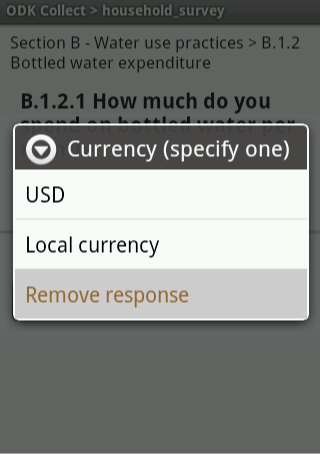 ODK Collect > household_survey
Section B - Water use practices > B.1.2
Bottled water expenditure
B.1.2.1 How much do you
spend on bottled water per
Currency (specify one)
USD
Local currency
Remove response